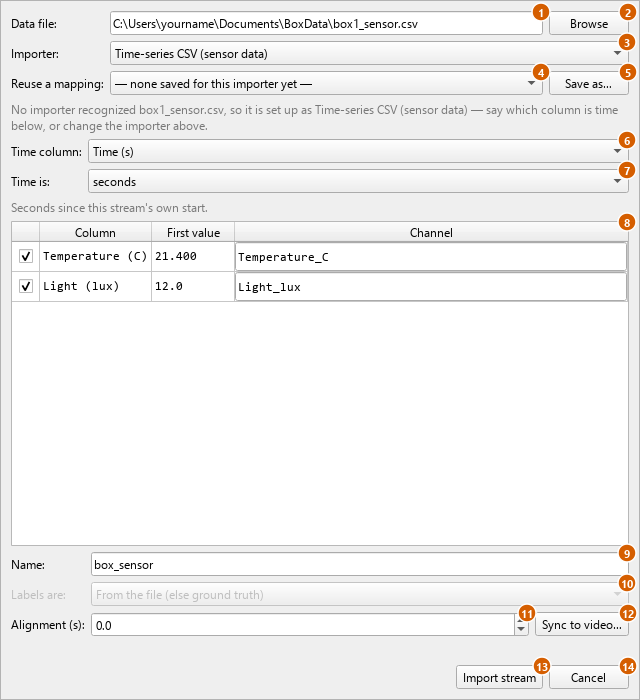 Data file: C:\Users\yourname\Documents\BoxData\box1_sensor.csv 1 Browse 2
Importer: Time-series CSV (sensor data) 3
Reuse a mapping: — none saved for this importer yet — 4 Save as... 5
No importer recognized box1_sensor.csv, so it is set up as Time-series CSV (sensor data) — say which column is time
below, or change the importer above.
Time column: Time (s) 6
Time is: seconds 7
Seconds since this stream's own start.
Column First value Channel 8
Temperature (C) 21.400 Temperature_C
Light (lux) 12.0 Light_lux
Name: box_sensor 9
Labels are: From the file (else ground truth) 10
Alignment (s): 0.0 11 Sync to video... 12
Import stream 13 Cancel 14